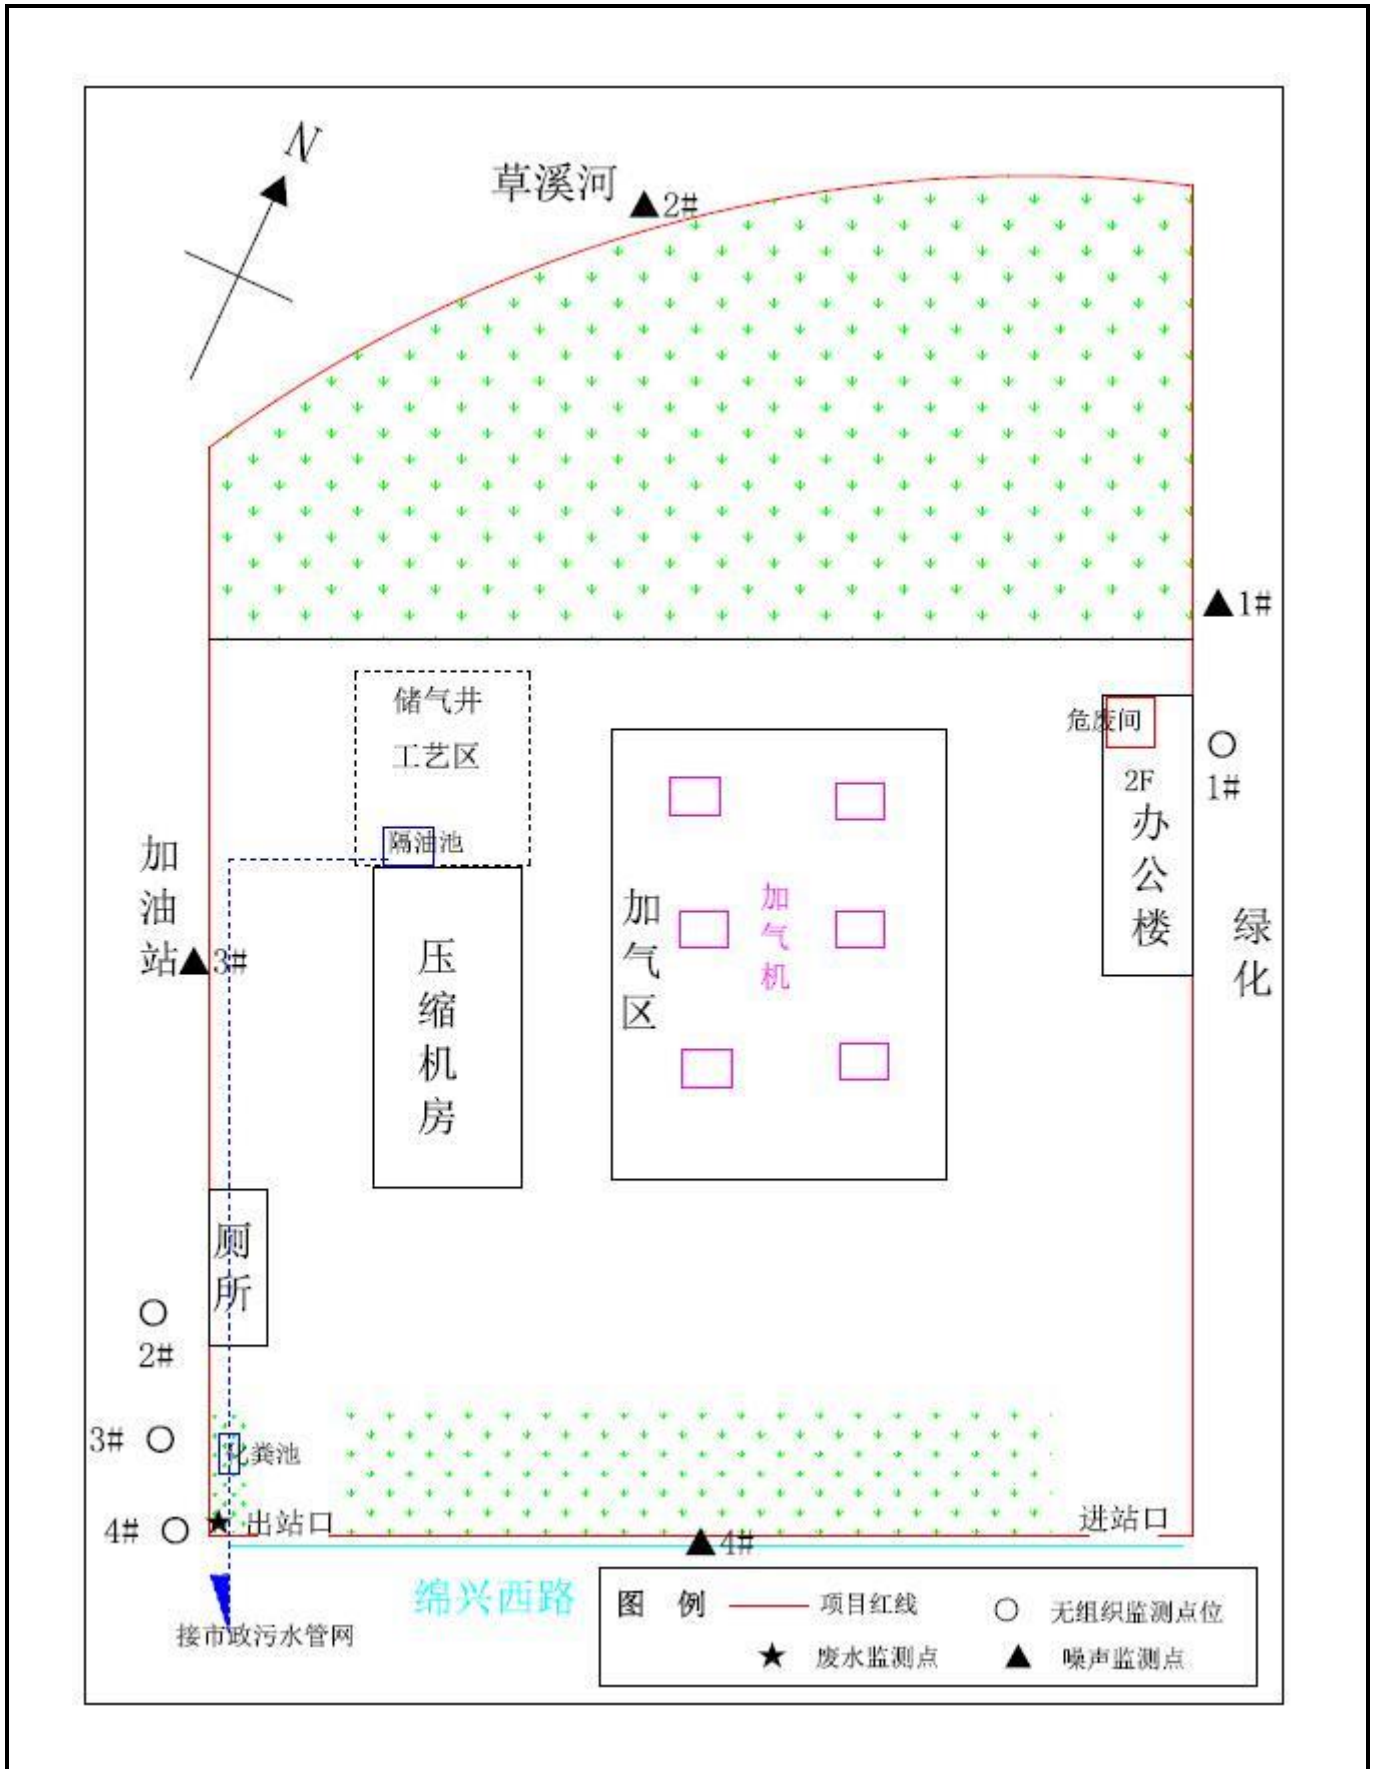 N
草溪河
▲2#
▲1#
储气井
工艺区
隔油池
危废间
1#
2F
办公楼
加油站
▲3#
压缩机房
加气区
加气机
绿化
厕所
2#
3#
化粪池
4#
★
出站口
进站口
▲4#
绵兴西路
接市政污水管网
图 例
项目红线
○ 无组织监测点位
★ 废水监测点
▲ 噪声监测点